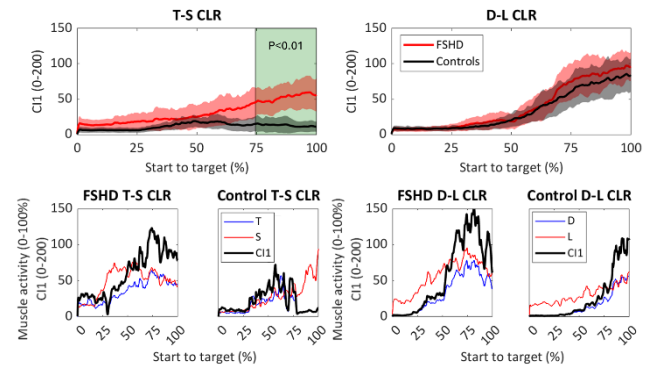 T-S CLR
D-L CLR
150
100
50
0
CI1 (0-200)
P<0.01
0 25 50 75 100
Start to target (%)
150
100
50
0
CI1 (0-200)
FSHD
Controls
0 25 50 75 100
Start to target (%)
FSHD T-S CLR
Control T-S CLR
FSHD D-L CLR
Control D-L CLR
Muscle activity (0-100%)
CI1 (0-200)
150
100
50
0
0 25 50 75 100
T
S
CI1
0 25 50 75 100
Start to target (%)
Muscle activity (0-100%)
CI1 (0-200)
150
100
50
0
0 25 50 75 100
D
L
CI1
0 25 50 75 100
Start to target (%)